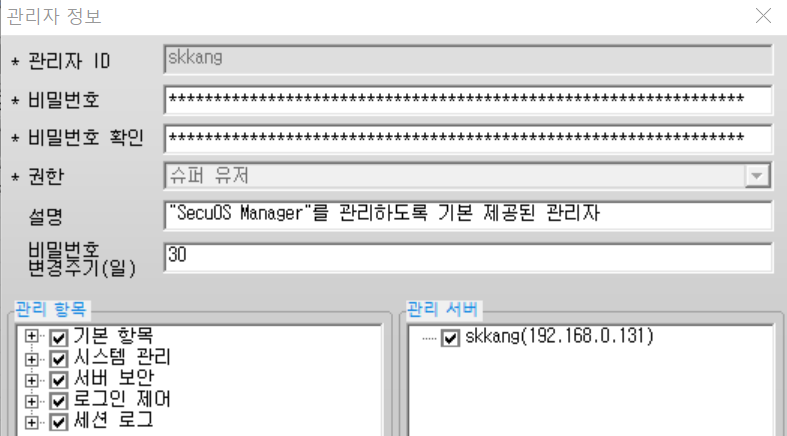 관리자 정보
* 관리자 ID
skkang
* 비밀번호
****************************************************************
* 비밀번호 확인
****************************************************************
* 권한
슈퍼 유저
설명
"SecuOS Manager"를 관리하도록 기본 제공된 관리자
비밀번호
변경주기(일)
30
관리 항목
기본 항목
시스템 관리
서버 보안
로그인 제어
세션 로그
관리 서버
skkang(192.168.0.131)